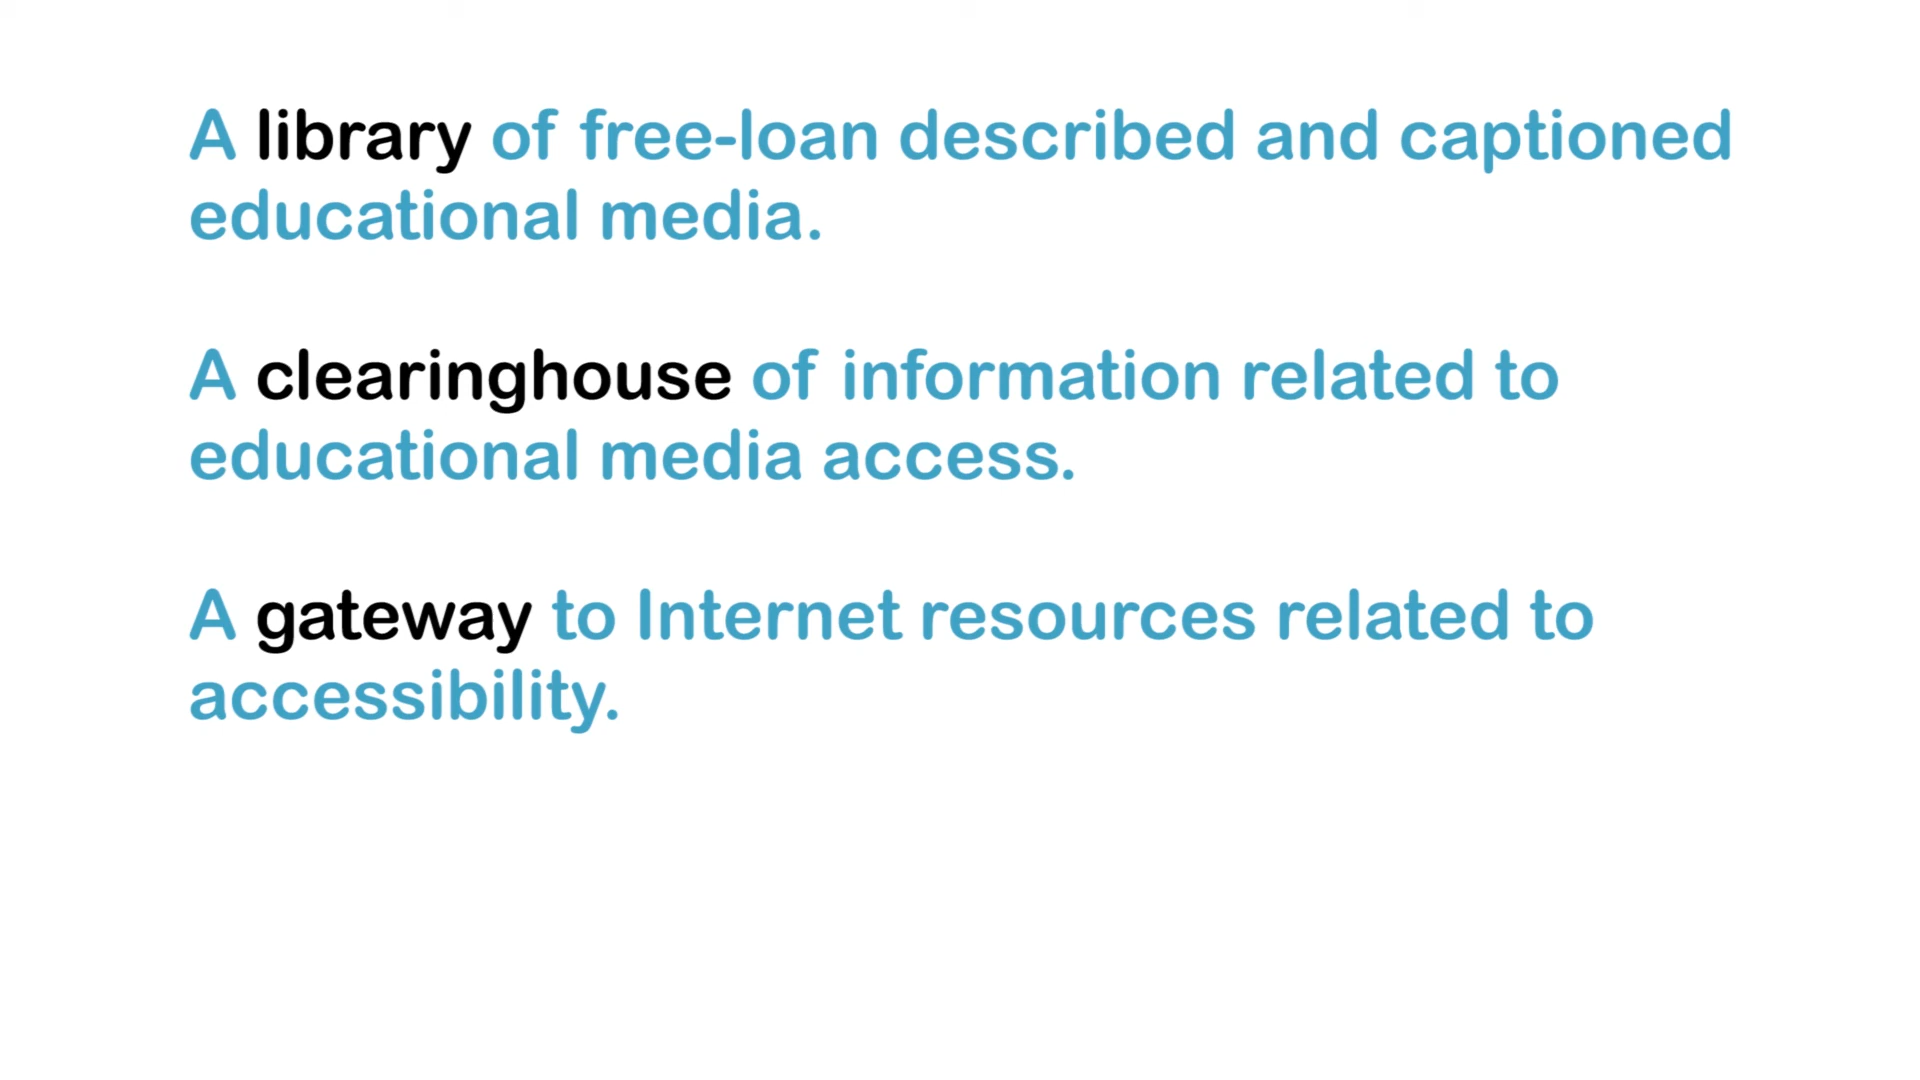 A library of free-loan described and captioned
educational media.
A clearinghouse of information related to
educational media access.
A gateway to Internet resources related to
accessibility.